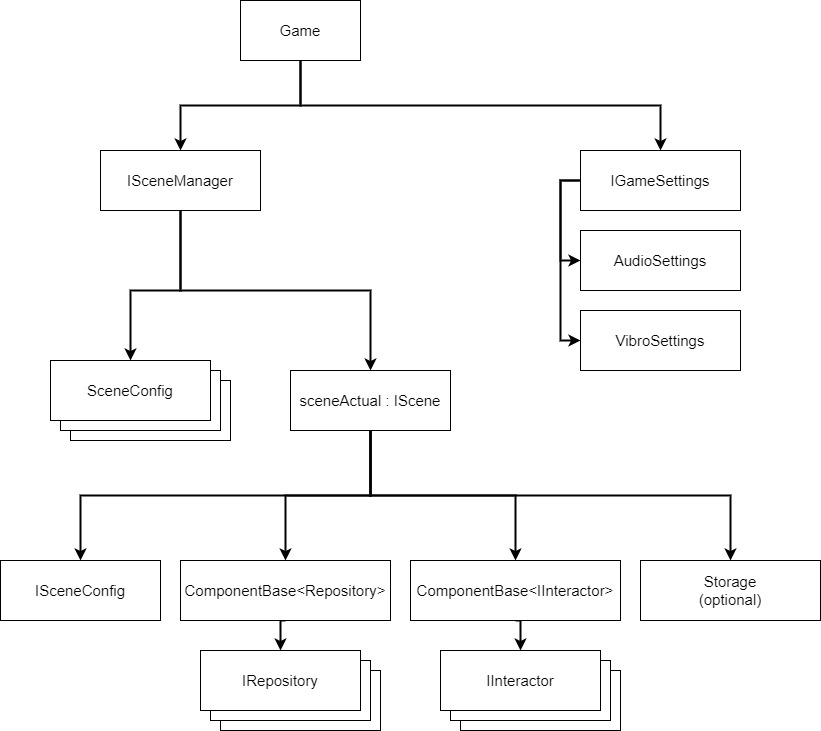 Game
ISceneManager
IGameSettings
AudioSettings
VibroSettings
SceneConfig
sceneActual : IScene
ISceneConfig
ComponentBase<Repository>
ComponentBase<IInteractor>
Storage
(optional)
IRepository
IInteractor